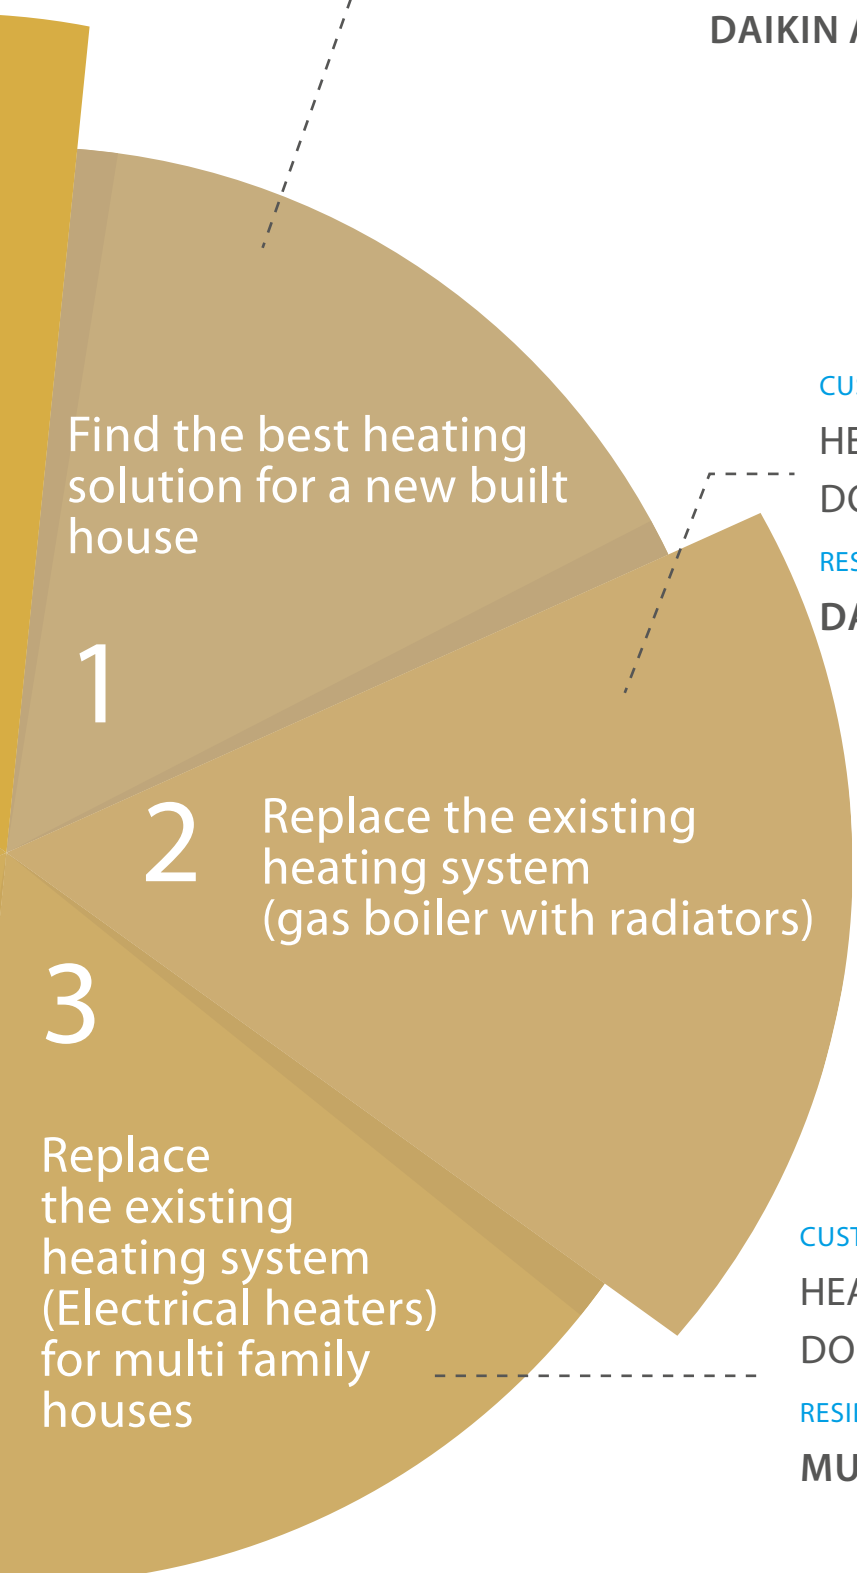 DAIKIN
Find the best heating
solution for a new built
house
1
2
Replace the existing
heating system
(gas boiler with radiators)
3
Replace
the existing
heating system
(Electrical heaters)
for multi family
houses